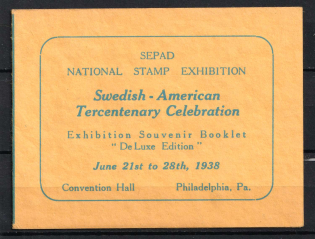 SEPAD
NATIONAL STAMP EXHIBITION
Swedish - American
Tercentenary Celebration
Exhibition Souvenir Booklet
"De Luxe Edition"
June 21st to 28th, 1938
Convention Hall Philadelphia, Pa.